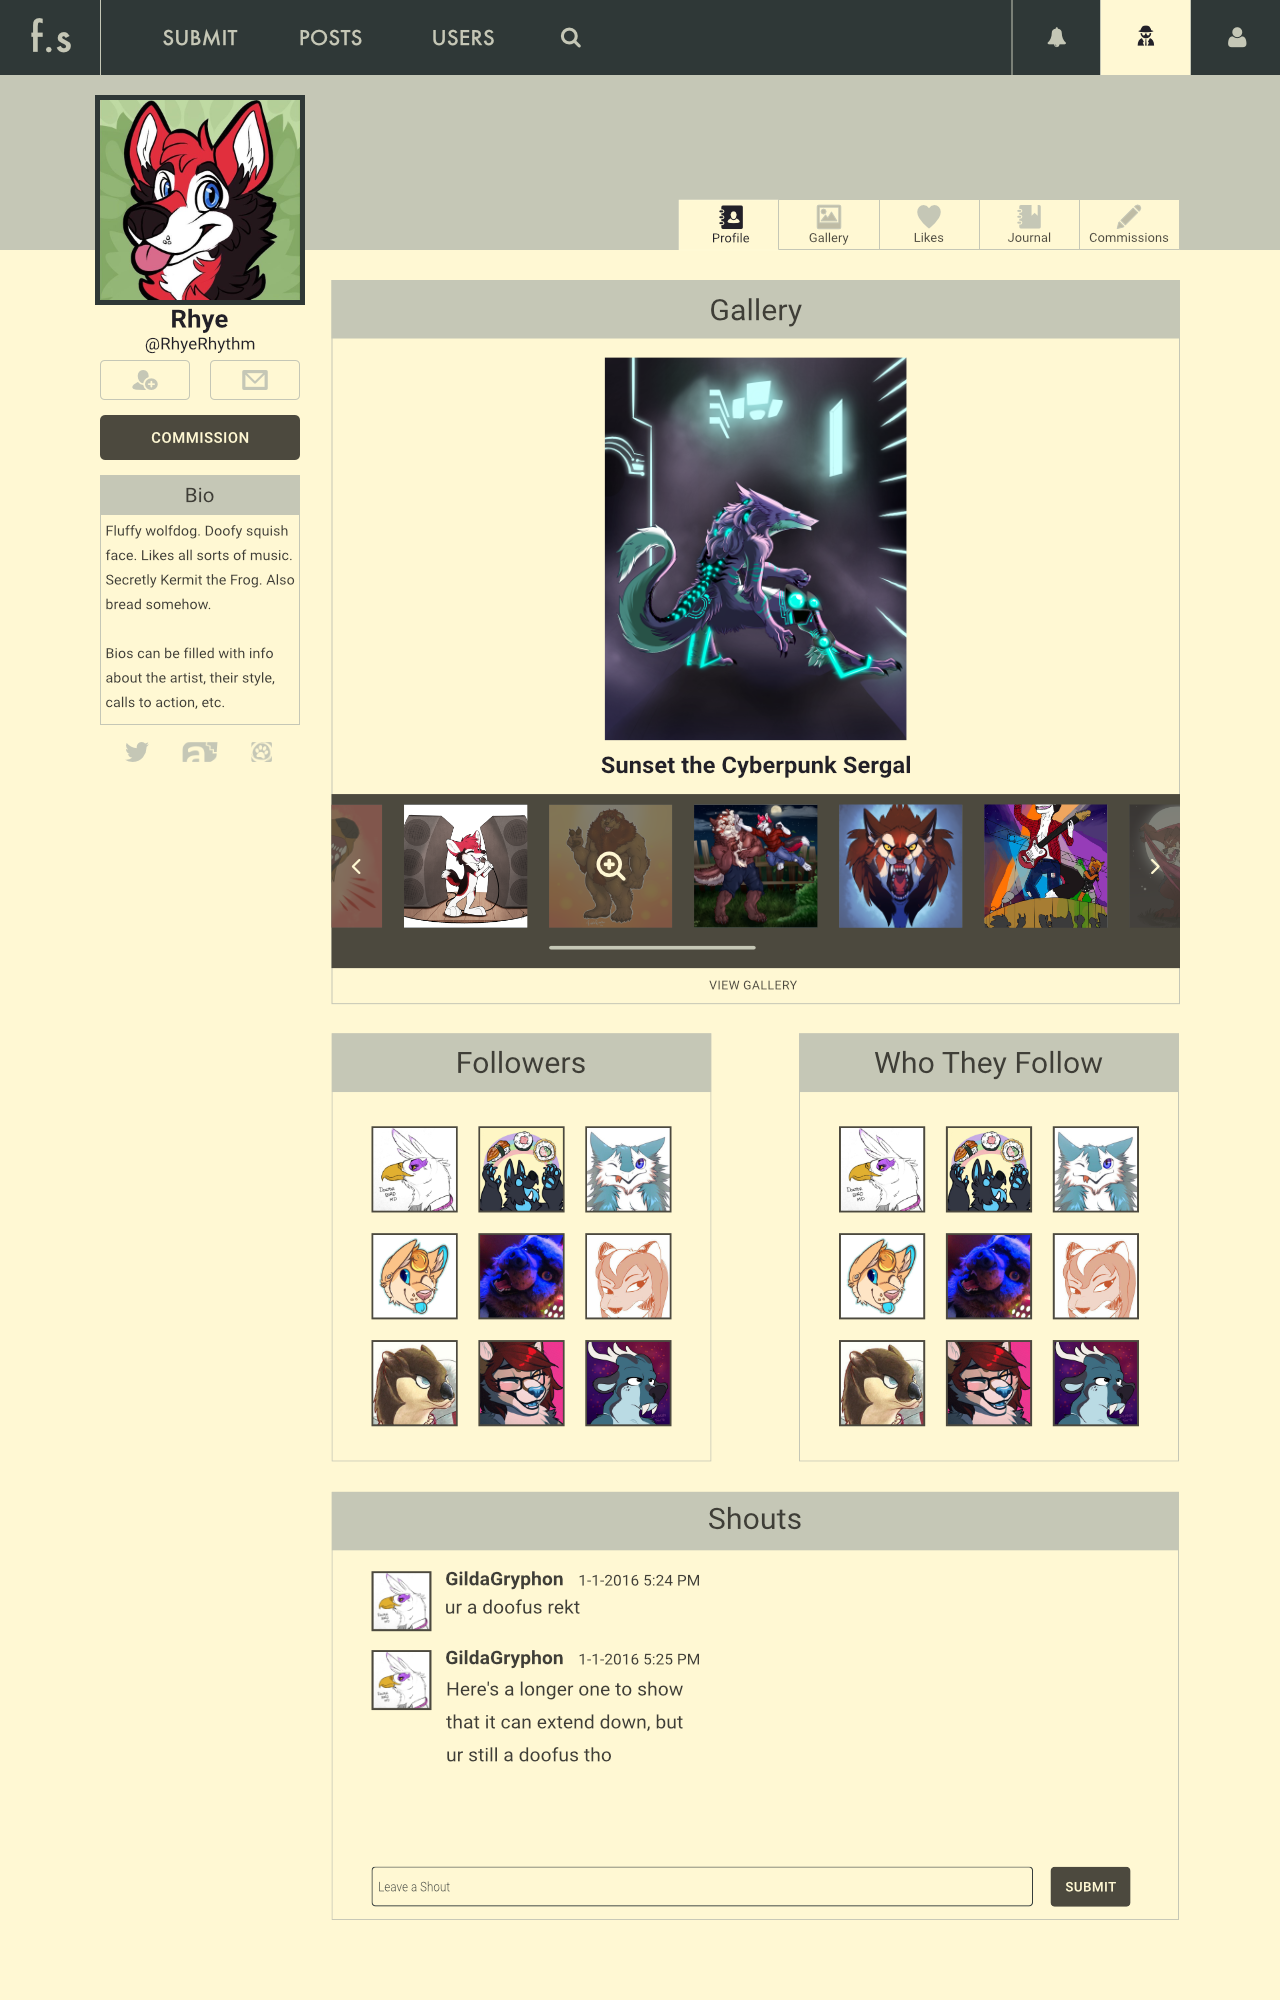 f.s
SUBMIT
POSTS
USERS
Profile
Gallery
Likes
Journal
Commissions
Rhye
@RhyeRhythm
COMMISSION
Bio
Fluffy wolfdog. Doofy squish
face. Likes all sorts of music.
Secretly Kermit the Frog. Also
bread somehow.
Bios can be filled with info
about the artist, their style,
calls to action, etc.
Gallery
Sunset the Cyberpunk Sergal
VIEW GALLERY
Followers
Who They Follow
Shouts
GildaGryphon 1-1-2016 5:24 PM
ur a doofus rekt
GildaGryphon 1-1-2016 5:25 PM
Here's a longer one to show
that it can extend down, but
ur still a doofus tho
Leave a Shout
SUBMIT